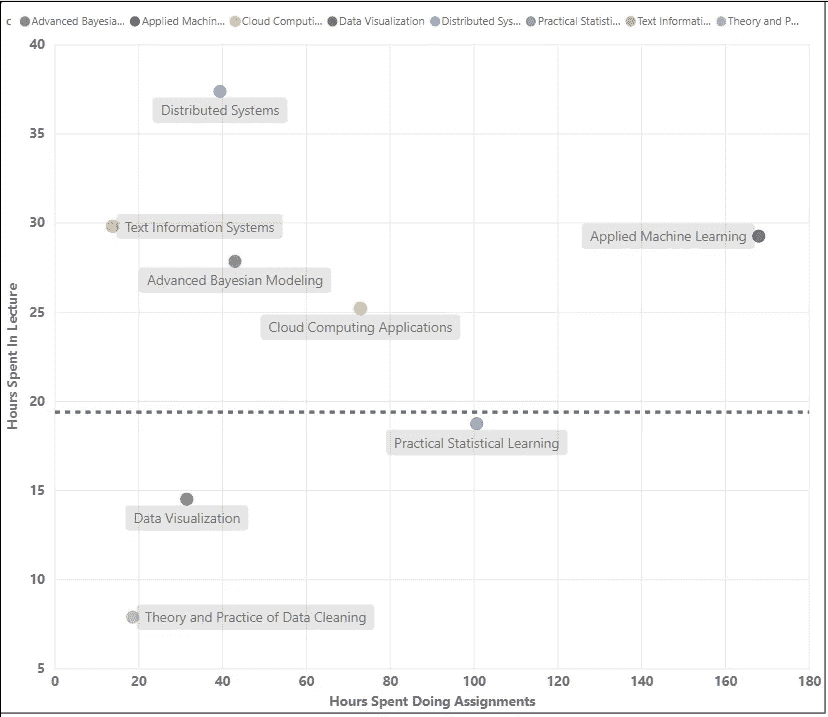 c Advanced Bayesia... Applied Machin... Cloud Computi... Data Visualization Distributed Sys... Practical Statisti... Text Informati... Theory and P...
40
Distributed Systems
35
30
Text Information Systems
Applied Machine Learning
Advanced Bayesian Modeling
25
Cloud Computing Applications
Hours Spent In Lecture
20
Practical Statistical Learning
15
Data Visualization
10
Theory and Practice of Data Cleaning
5
0 20 40 60 80 100 120 140 160 180
Hours Spent Doing Assignments